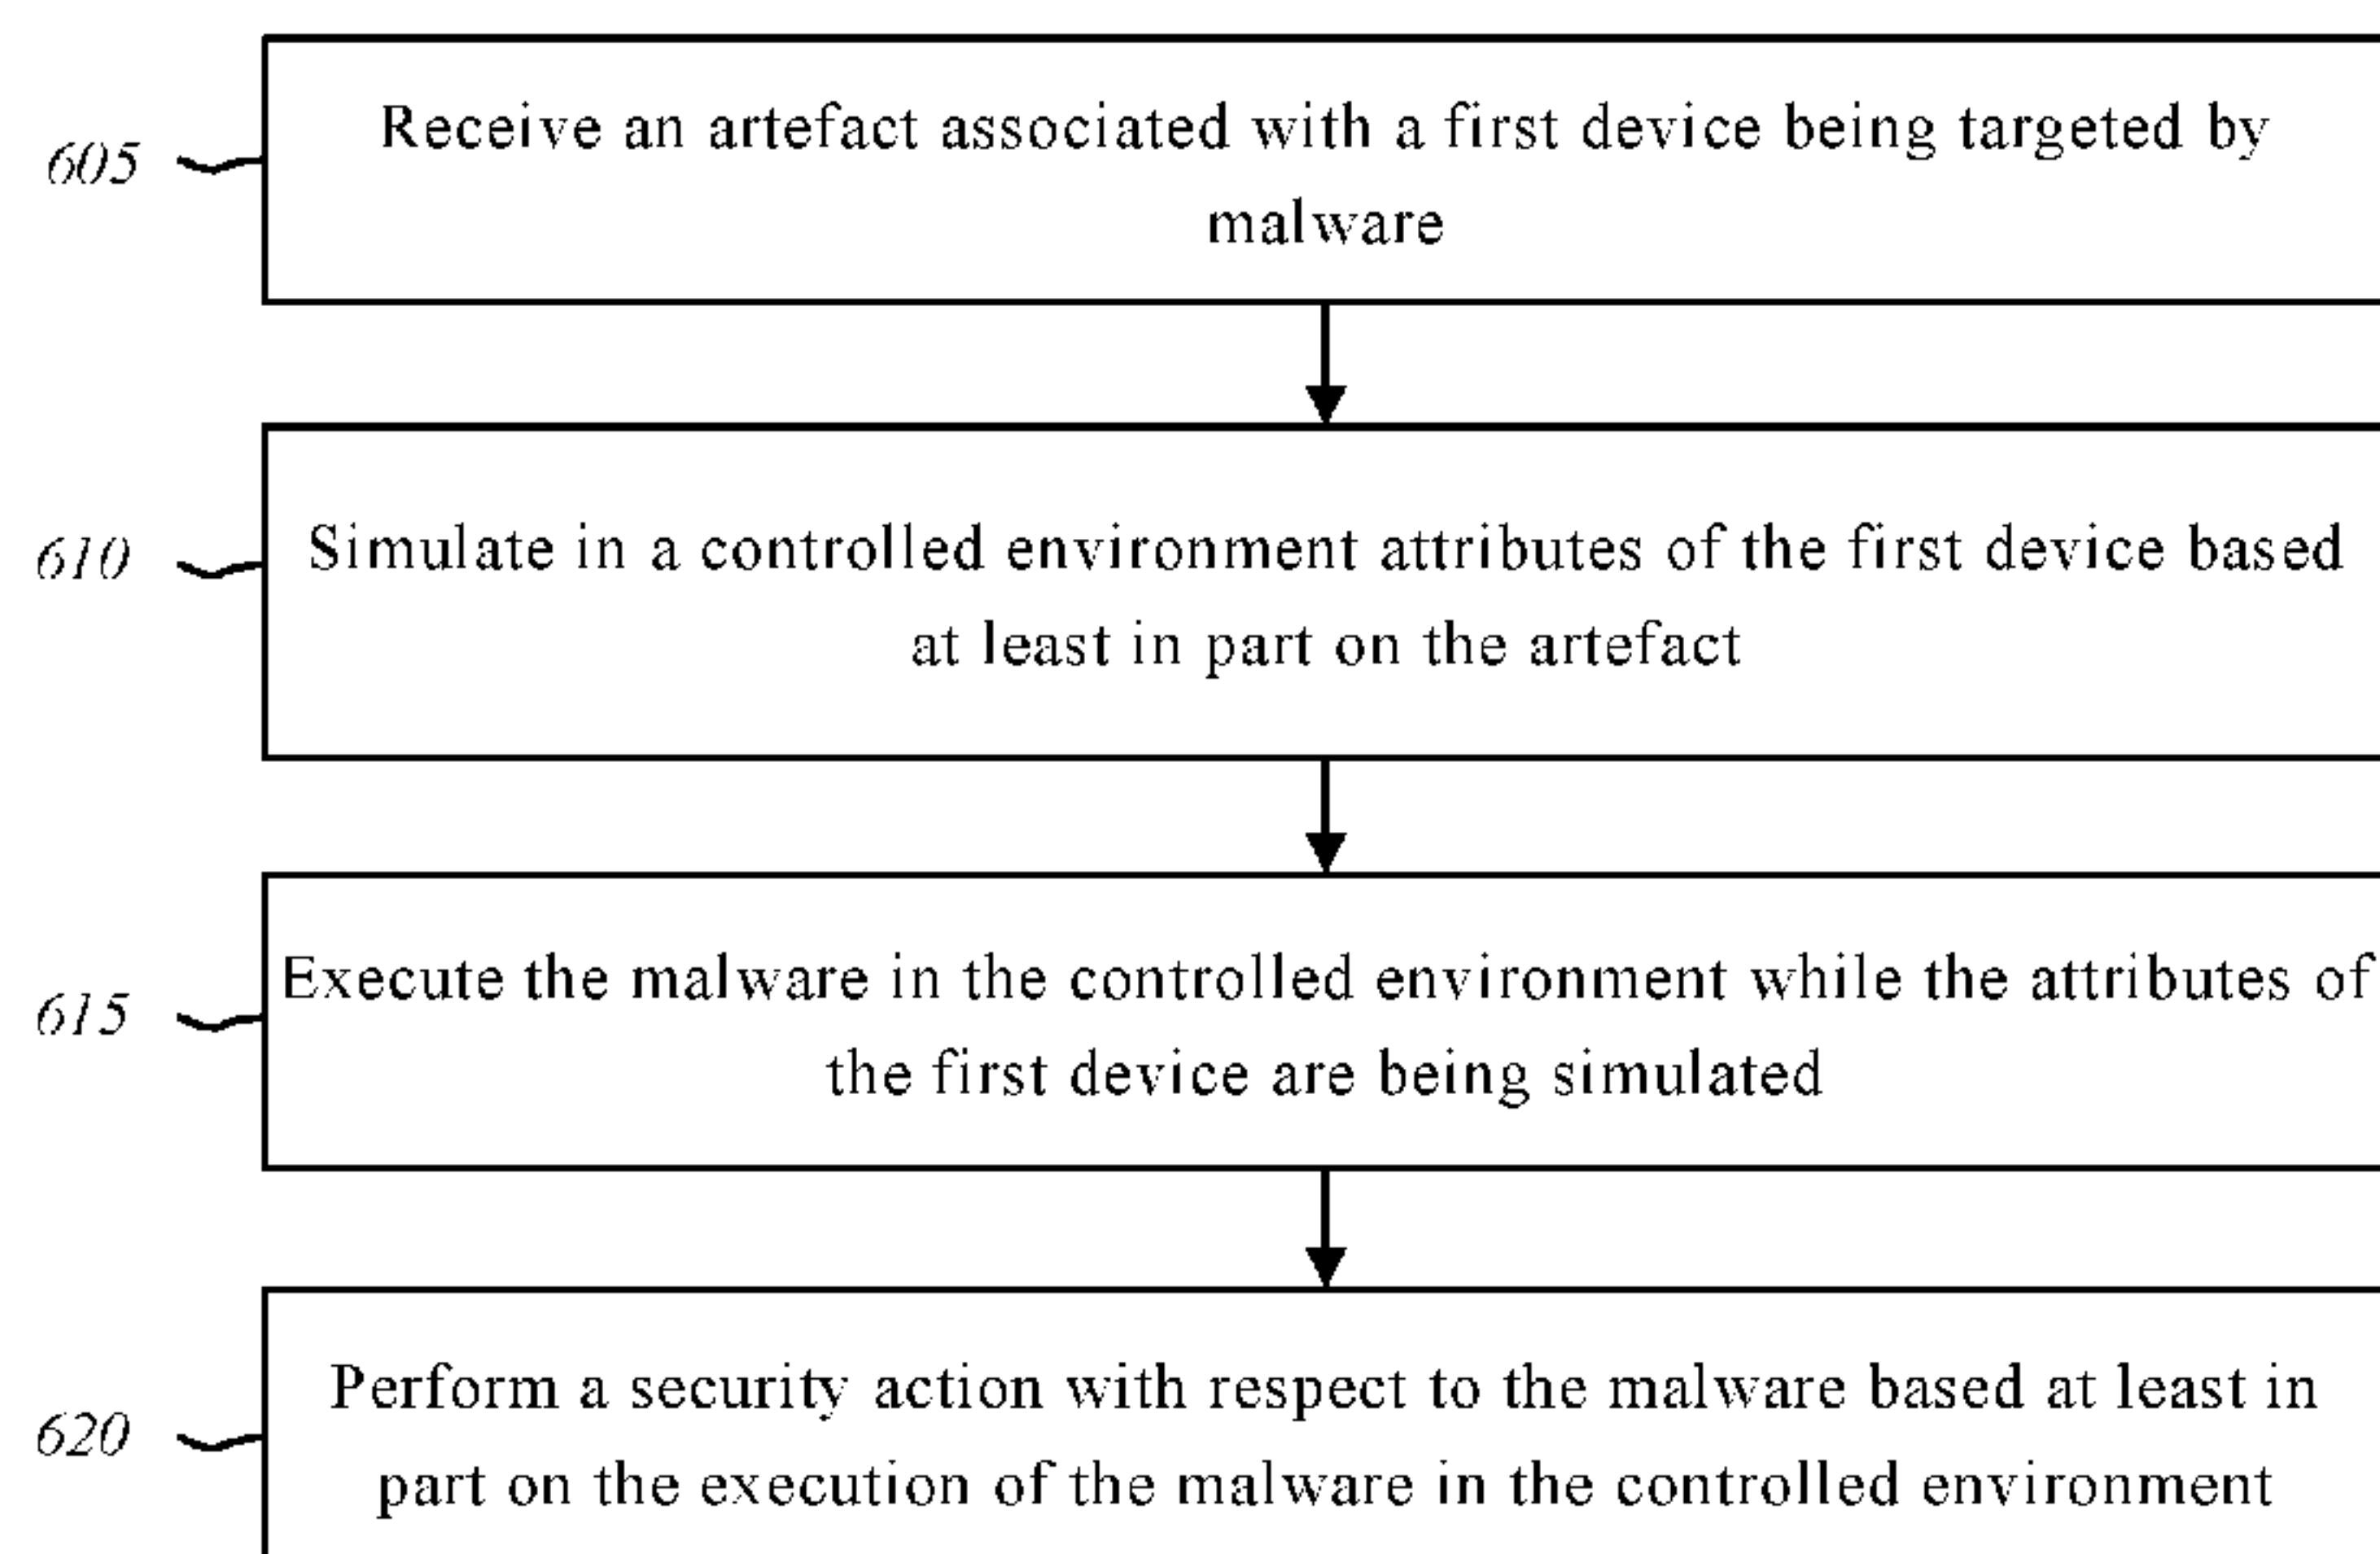 605
Receive an artefact associated with a first device being targeted by
malware
610
Simulate in a controlled environment attributes of the first device based
at least in part on the artefact
615
Execute the malware in the controlled environment while the attributes of
the first device are being simulated
620
Perform a security action with respect to the malware based at least in
part on the execution of the malware in the controlled environment